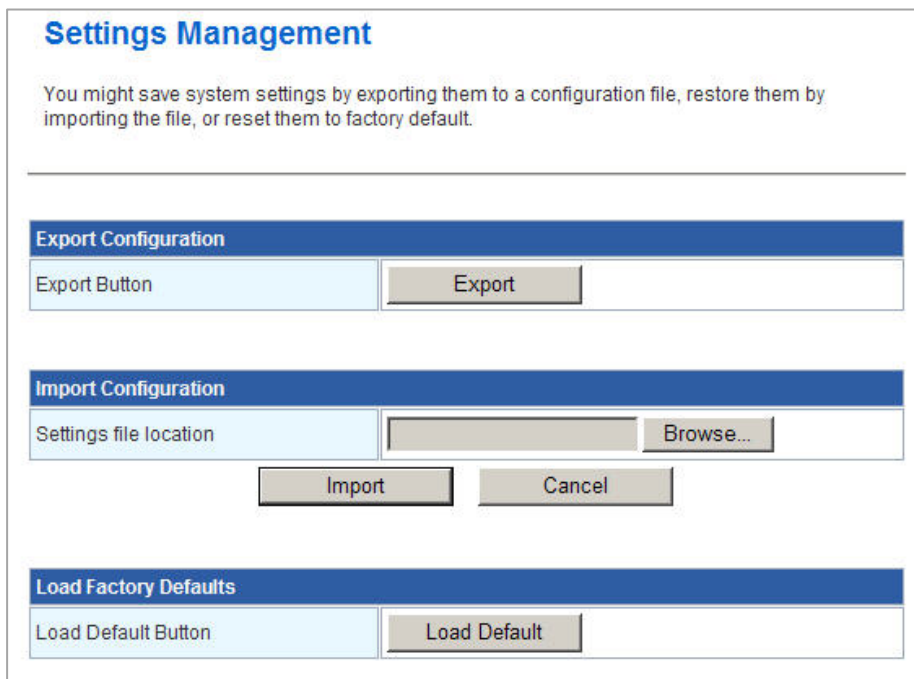 Settings Management
You might save system settings by exporting them to a configuration file, restore them by
importing the file, or reset them to factory default.
Export Configuration
Export Button Export
Import Configuration
Settings file location Browse...
Import Cancel
Load Factory Defaults
Load Default Button Load Default